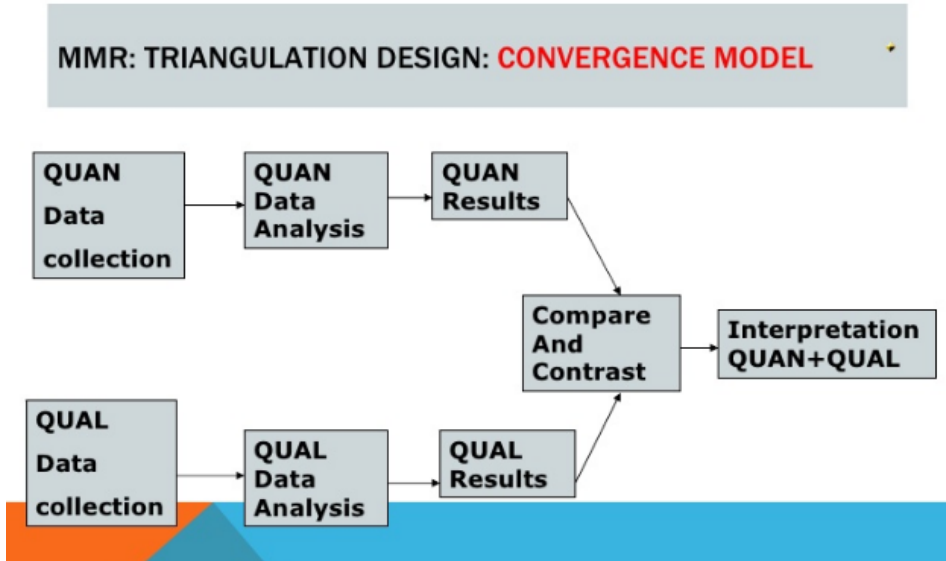 MMR: TRIANGULATION DESIGN: CONVERGENCE MODEL
QUAN
Data
collection
QUAN
Data
Analysis
QUAN
Results
Compare
And
Contrast
Interpretation
QUAN+QUAL
QUAL
Data
collection
QUAL
Data
Analysis
QUAL
Results